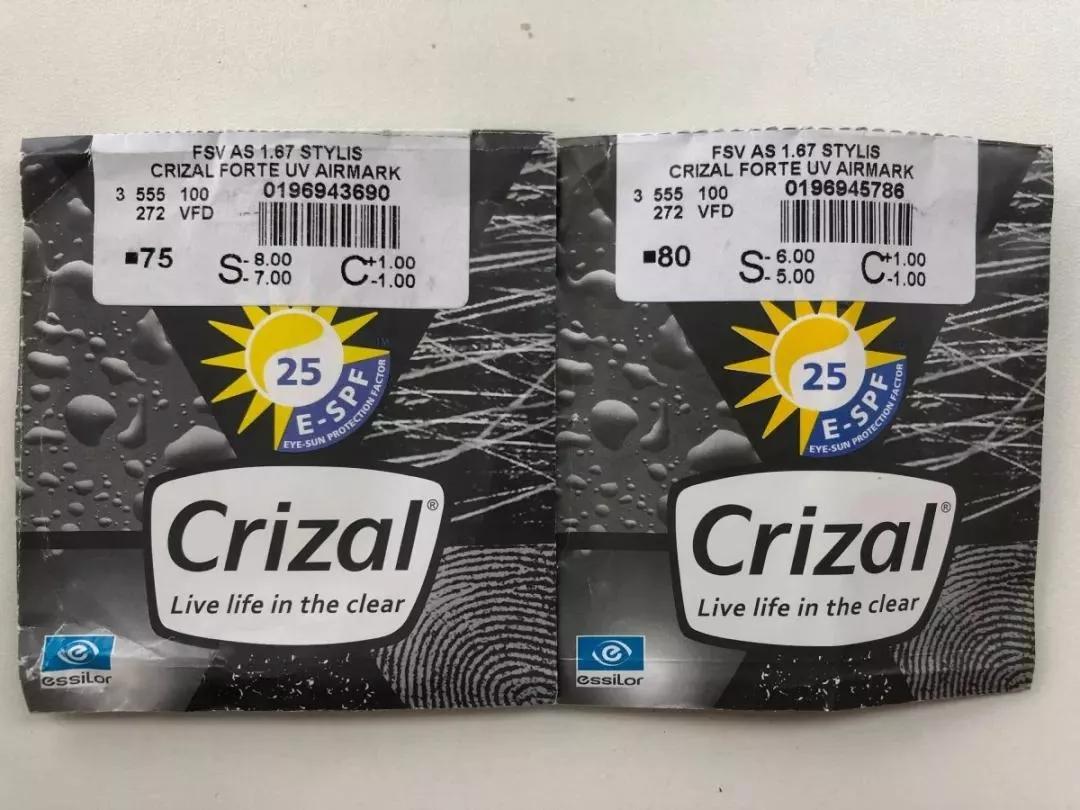 FSV AS 1.67 STYLIS
CRIZAL FORTE UV AIRMARK
3 555 100 0196943690
272 VFD
■75 S - 8.00 C +1.00
- 7.00 -1.00
25
TM
E-SPF
EYE-SUN PROTECTION FACTOR
Crizal®
Live life in the clear
essilor
FSV AS 1.67 STYLIS
CRIZAL FORTE UV AIRMARK
3 555 100 0196945786
272 VFD
■80 S - 6.00 C +1.00
- 5.00 -1.00
25
E-SPF
EYE-SUN PROTECTION FACTOR
Crizal®
Live life in the clear
essilor